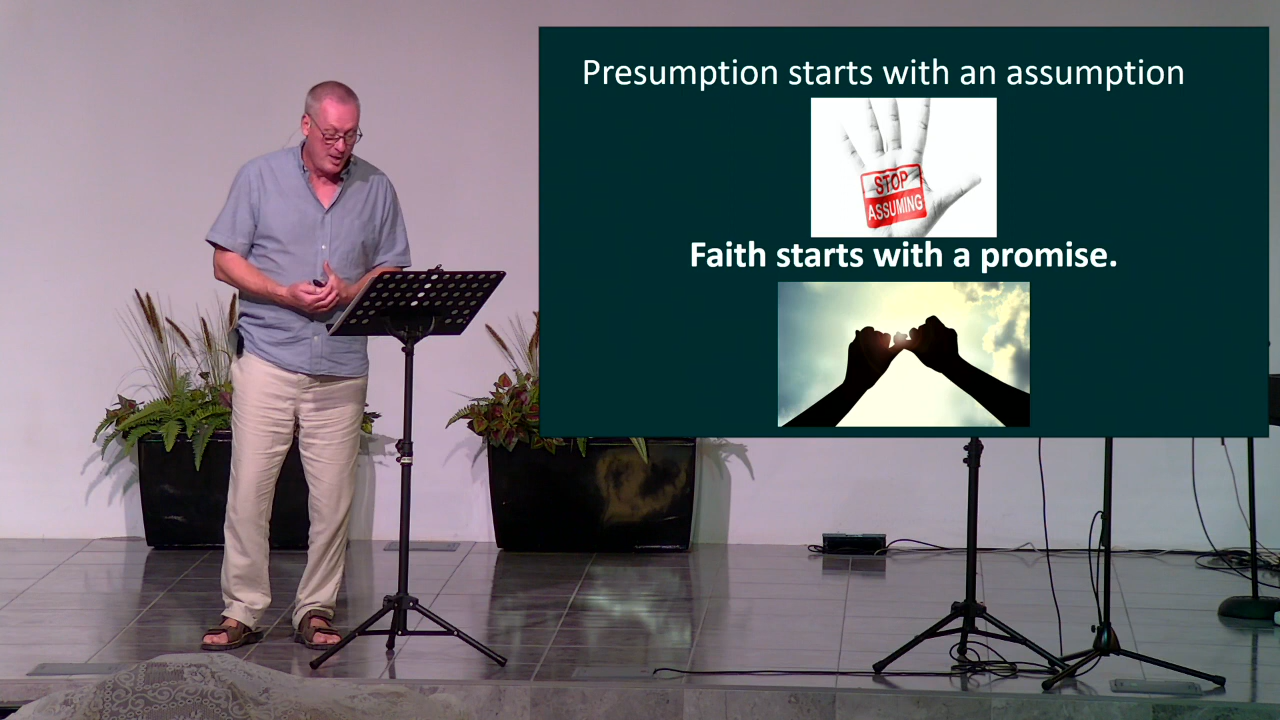 Presumption starts with an assumption
STOP
ASSUMING
Faith starts with a promise.